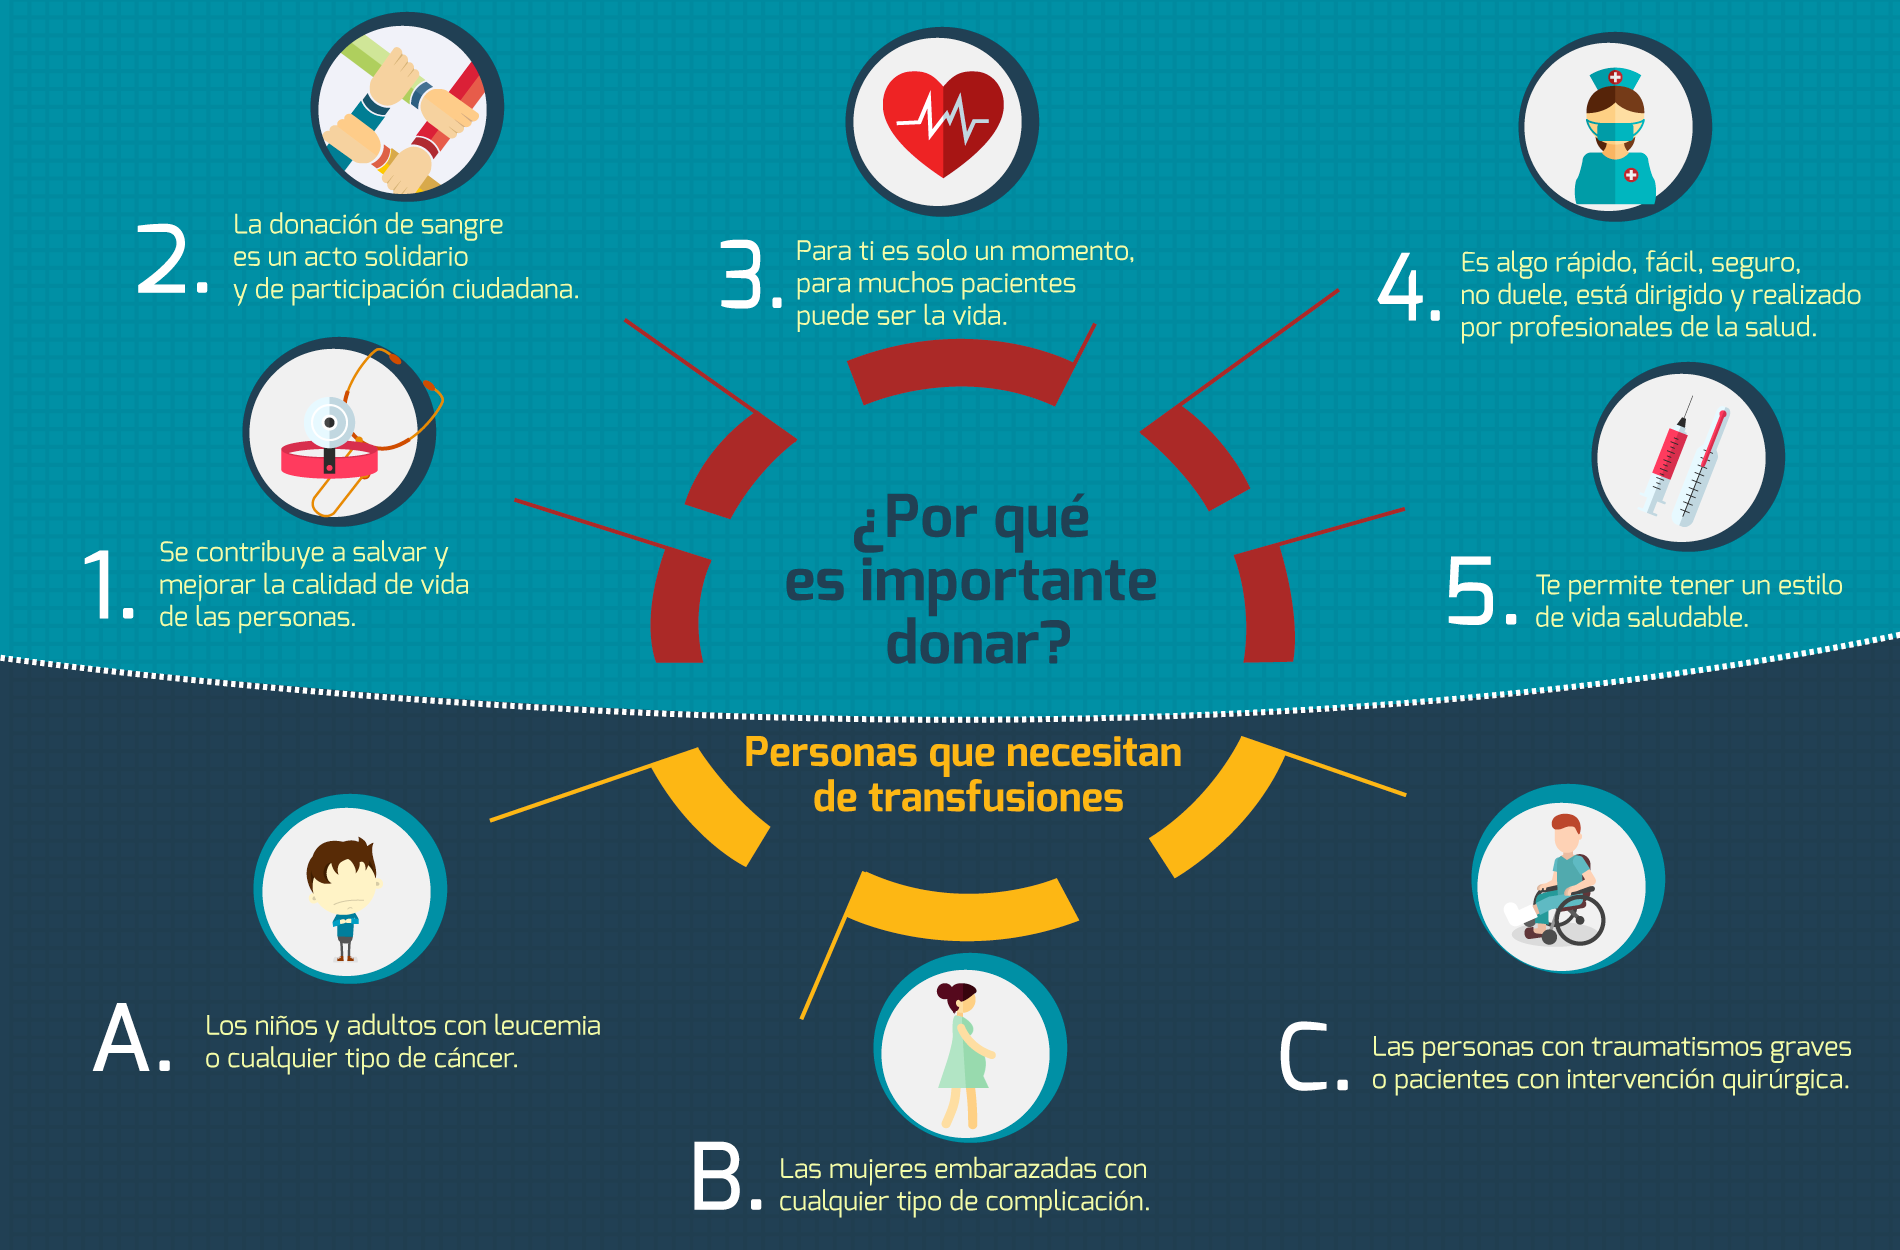 ¿Por qué
es importante
donar?
1.
Se contribuye a salvar y
mejorar la calidad de vida
de las personas.
2.
La donación de sangre
es un acto solidario
y de participación ciudadana.
3.
Para ti es solo un momento,
para muchos pacientes
puede ser la vida.
4.
Es algo rápido, fácil, seguro,
no duele, está dirigido y realizado
por profesionales de la salud.
5.
Te permite tener un estilo
de vida saludable.
Personas que necesitan
de transfusiones
A.
Los niños y adultos con leucemia
o cualquier tipo de cáncer.
B.
Las mujeres embarazadas con
cualquier tipo de complicación.
C.
Las personas con traumatismos graves
o pacientes con intervención quirúrgica.